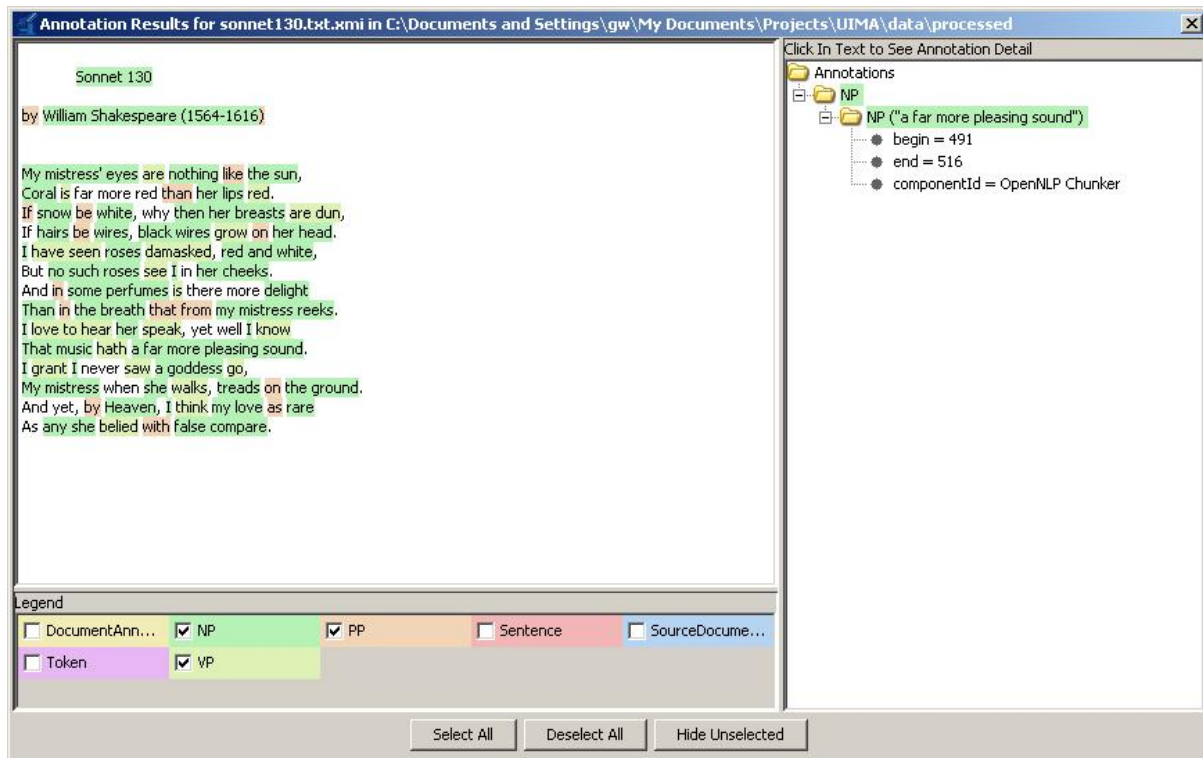 Annotation Results for sonnet130.txt.xmi in C:\Documents and Settings\gw\My Documents\Projects\UIMA\data\processed
Sonnet 130
by William Shakespeare (1564-1616)
My mistress' eyes are nothing like the sun,
Coral is far more red than her lips red.
If snow be white, why then her breasts are dun,
If hairs be wires, black wires grow on her head.
I have seen roses damasked, red and white,
But no such roses see I in her cheeks.
And in some perfumes is there more delight
Than in the breath that from my mistress reeks.
I love to hear her speak, yet well I know
That music hath a far more pleasing sound.
I grant I never saw a goddess go,
My mistress when she walks, treads on the ground.
And yet, by Heaven, I think my love as rare
As any she belied with false compare.
Legend
DocumentAnn... NP PP Sentence SourceDocume...
Token VP
Click In Text to See Annotation Detail
Annotations
NP
NP ("a far more pleasing sound")
begin = 491
end = 516
componentId = OpenNLP Chunker
Select All Deselect All Hide Unselected